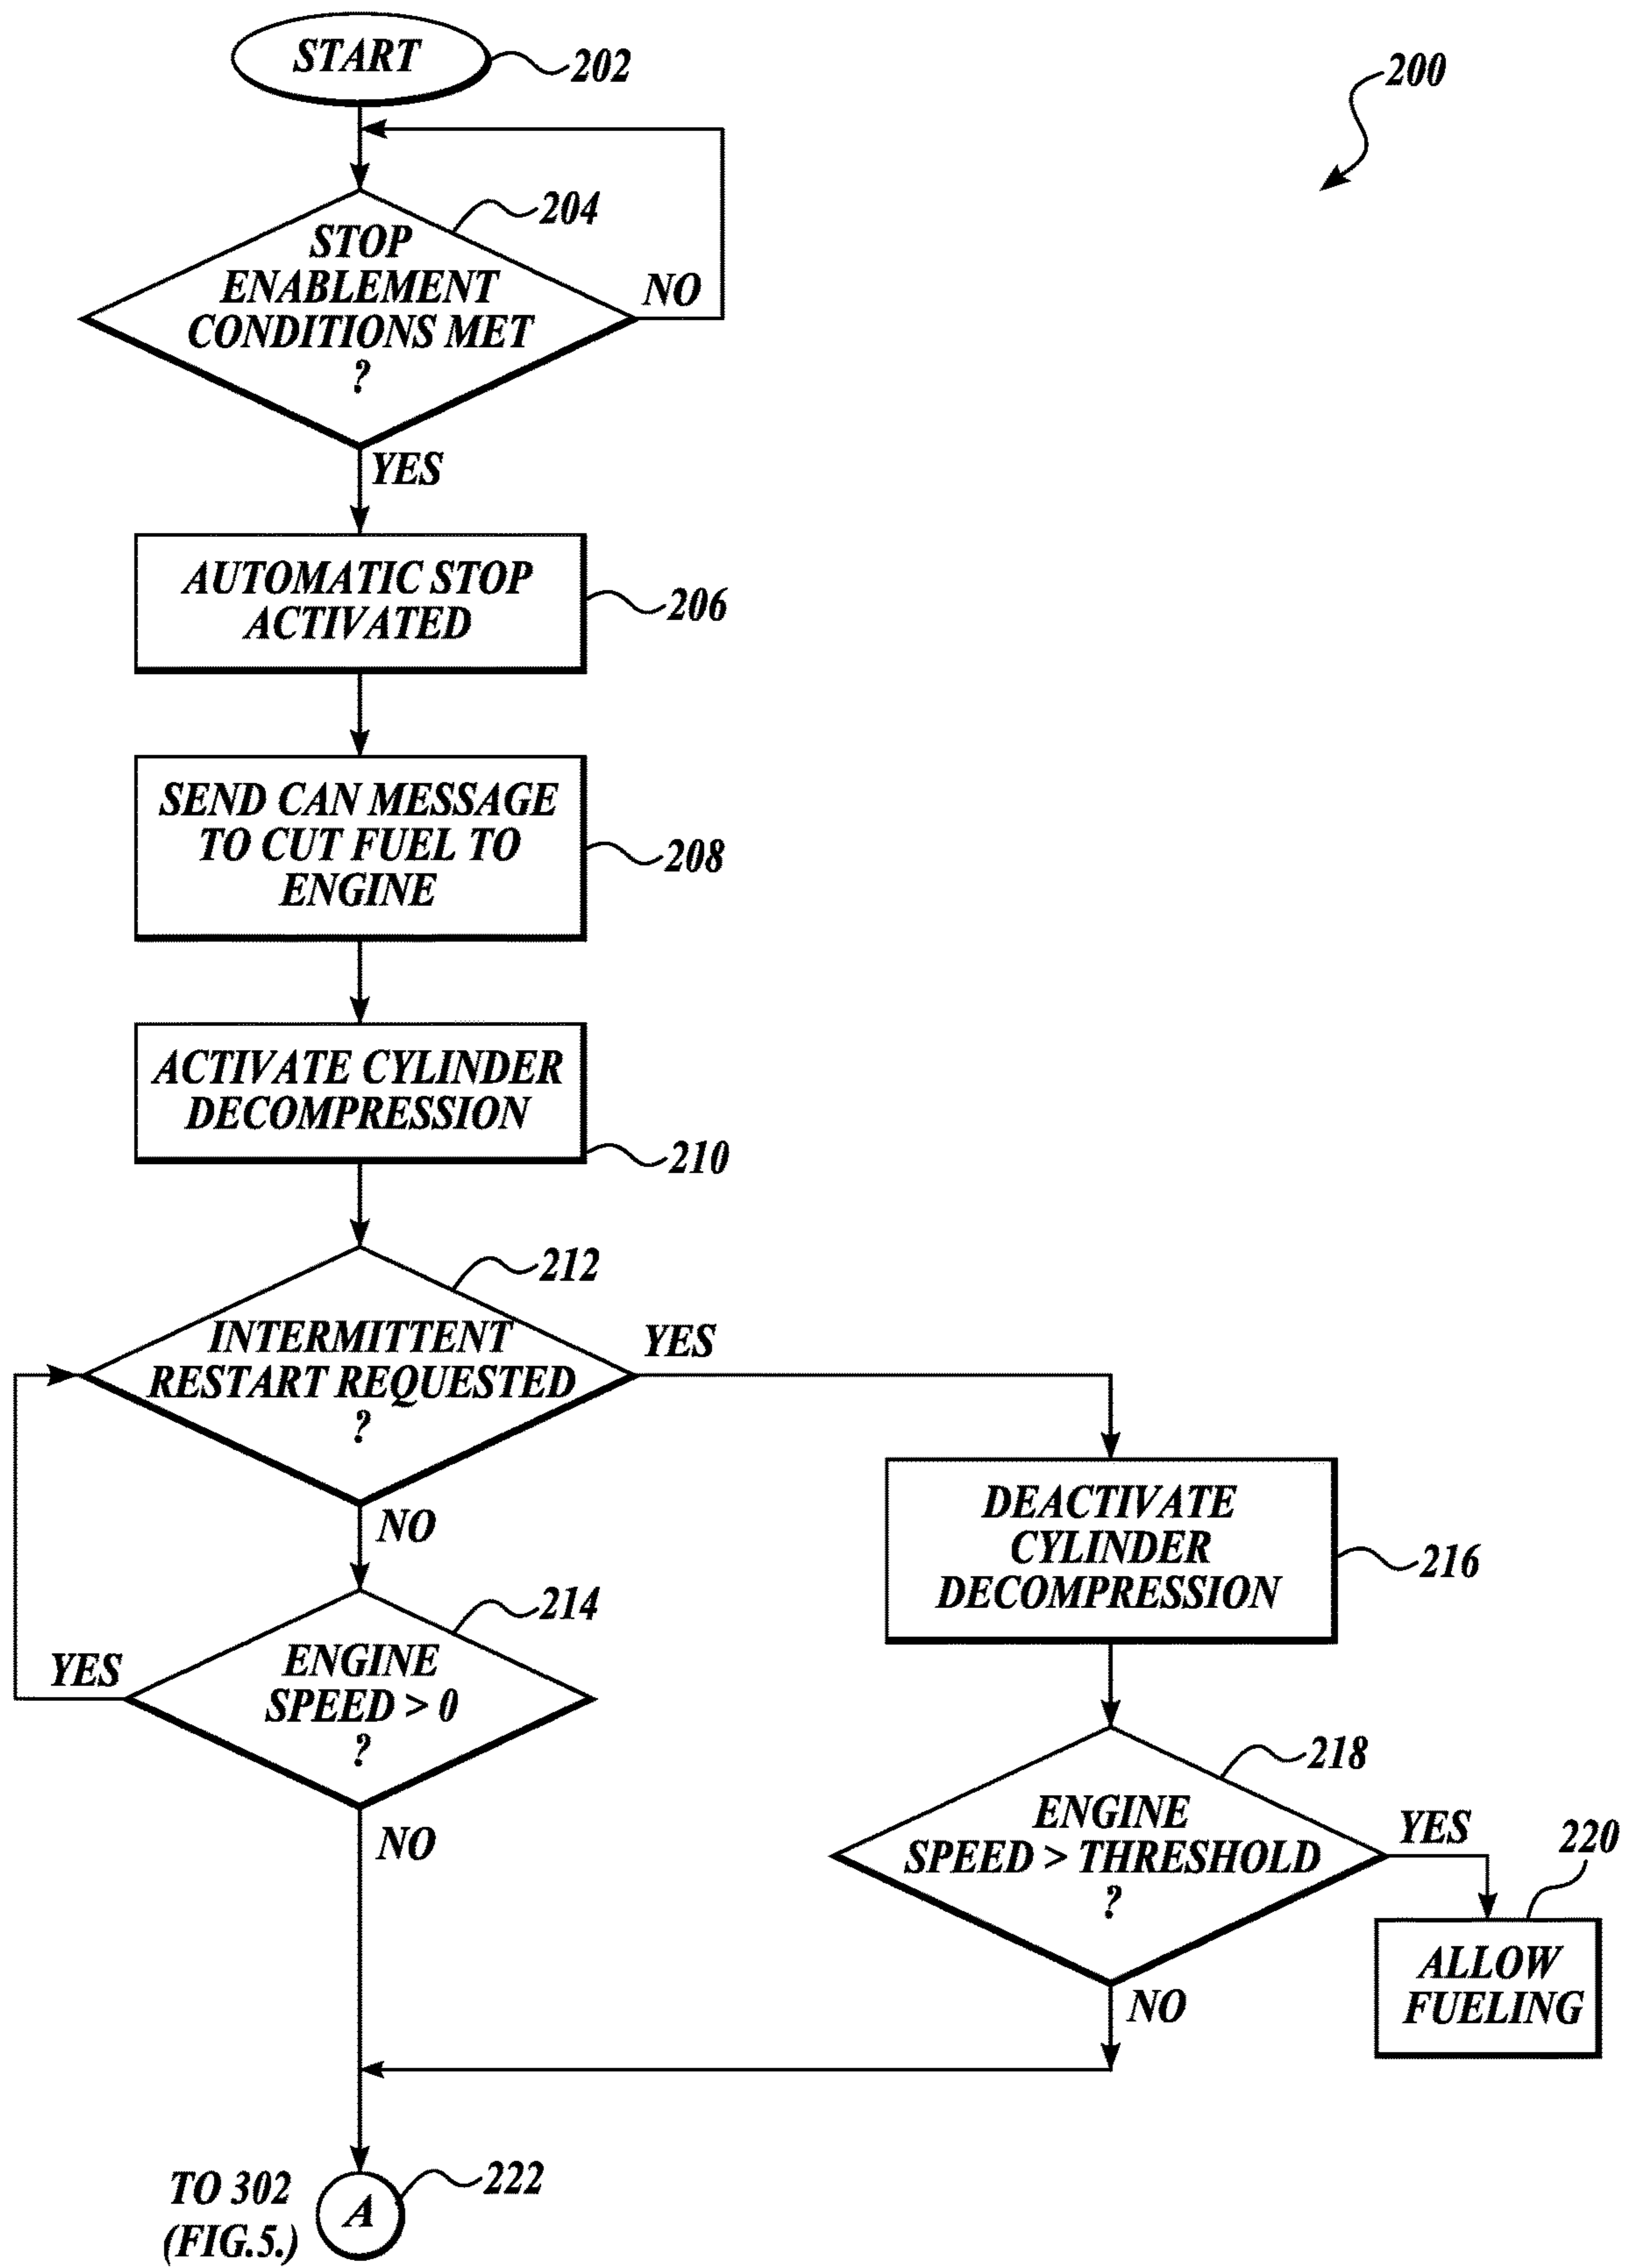 START
202
200
204
STOP
ENABLEMENT
CONDITIONS MET
?
NO
YES
AUTOMATIC STOP
ACTIVATED
206
SEND CAN MESSAGE
TO CUT FUEL TO
ENGINE
208
ACTIVATE CYLINDER
DECOMPRESSION
210
212
INTERMITTENT
RESTART REQUESTED
?
YES
NO
DEACTIVATE
CYLINDER
DECOMPRESSION
216
214
ENGINE
SPEED > 0
?
YES
NO
218
ENGINE
SPEED > THRESHOLD
?
YES
NO
220
ALLOW
FUELING
TO 302
(FIG.5.)
A
222